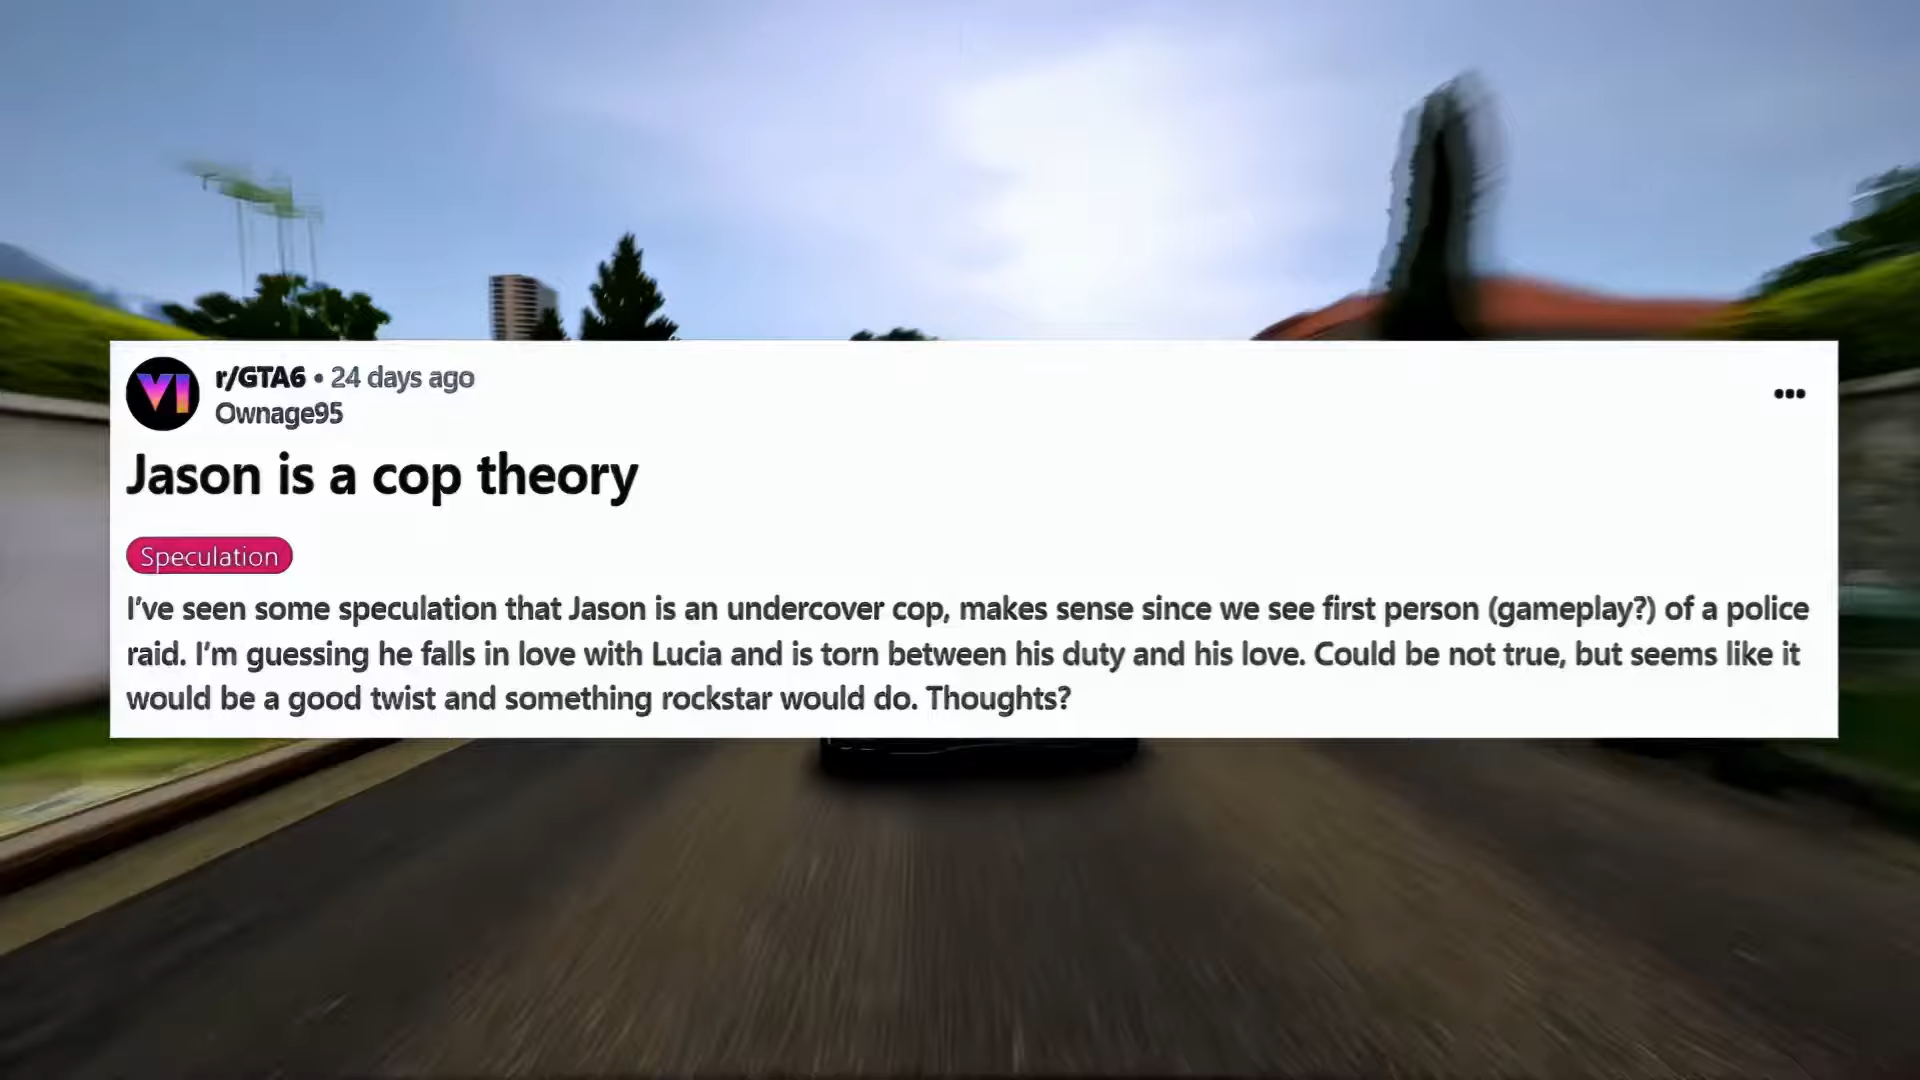 VI
r/GTA6 • 24 days ago
Ownage95
Jason is a cop theory
Speculation
I've seen some speculation that Jason is an undercover cop, makes sense since we see first person (gameplay?) of a police
raid. I'm guessing he falls in love with Lucia and is torn between his duty and his love. Could be not true, but seems like it
would be a good twist and something rockstar would do. Thoughts?